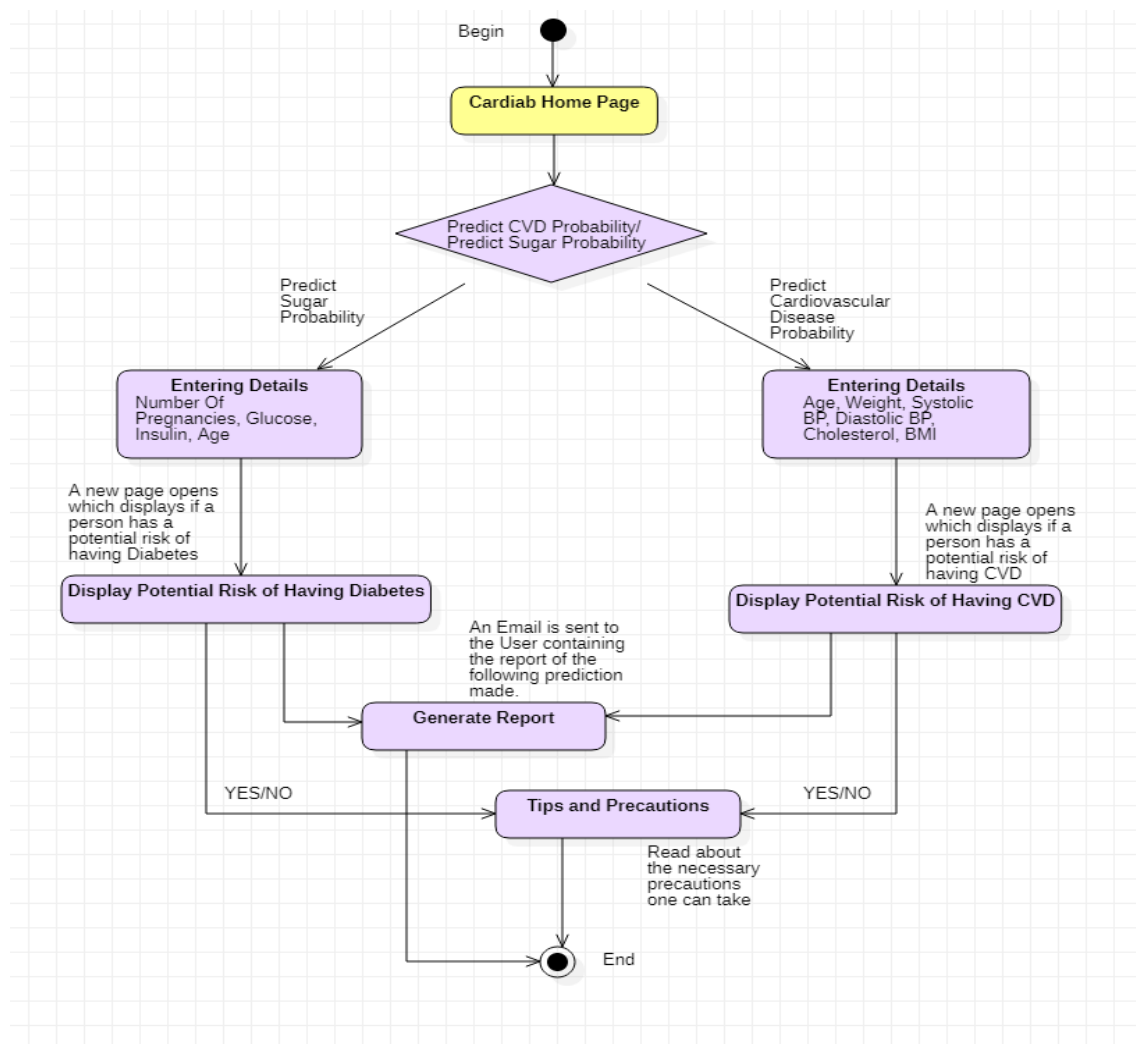 Begin
Cardiab Home Page
Predict CVD Probability/
Predict Sugar Probability
Predict
Sugar
Probability
Predict
Cardiovascular
Disease
Probability
Entering Details
Number Of
Pregnancies, Glucose,
Insulin, Age
Entering Details
Age, Weight, Systolic
BP, Diastolic BP,
Cholesterol, BMI
A new page opens
which displays if a
person has a
potential risk of
having Diabetes
A new page opens
which displays if a
person has a
potential risk of
having CVD
Display Potential Risk of Having Diabetes
Display Potential Risk of Having CVD
An Email is sent to
the User containing
the report of the
following prediction
made.
Generate Report
YES/NO
YES/NO
Tips and Precautions
Read about
the necessary
precautions
one can take
End